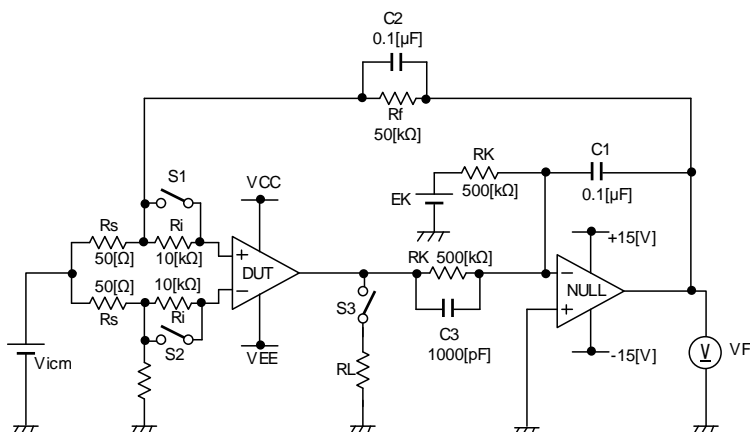 C2
0.1[µF]
Rf
50[kΩ]
C1
0.1[µF]
RK
500[kΩ]
EK
S1
VCC
Rs
50[Ω]
Ri
10[kΩ]
DUT
50[Ω]
Rs
10[kΩ]
Ri
S2
VEE
Vicm
RK 500[kΩ]
C3
1000[pF]
S3
RL
+15[V]
NULL
-15[V]
V
VF